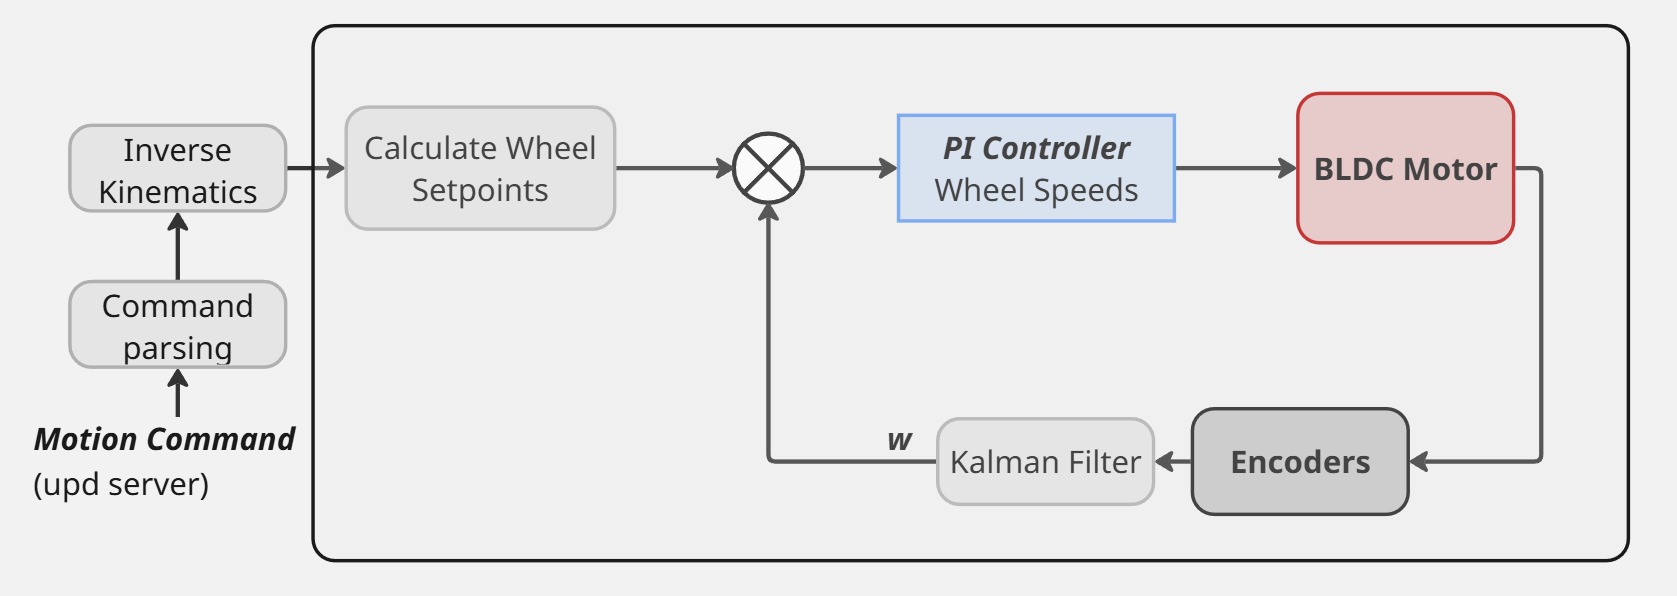 Inverse
Kinematics
Command
parsing
Motion Command
(upd server)
Calculate Wheel
Setpoints
PI Controller
Wheel Speeds
BLDC Motor
w
Kalman Filter
Encoders